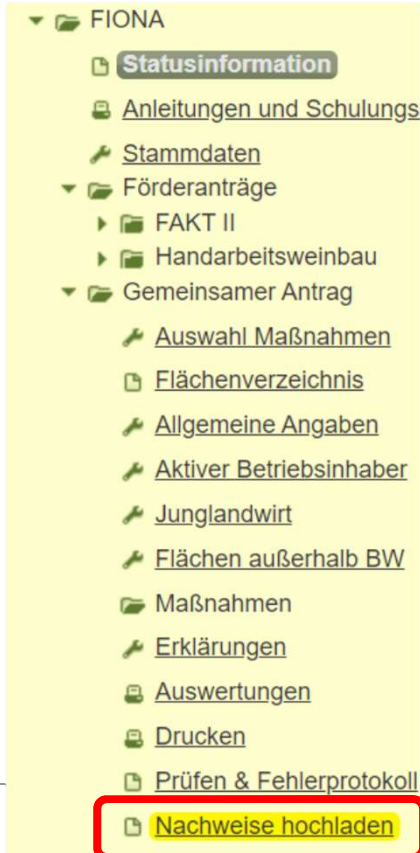 FIONA
Statusinformation
Anleitungen und Schulungs
Stammdaten
Förderanträge
FAKT II
Handarbeitsweinbau
Gemeinsamer Antrag
Auswahl Maßnahmen
Flächenverzeichnis
Allgemeine Angaben
Aktiver Betriebsinhaber
Junglandwirt
Flächen außerhalb BW
Maßnahmen
Erklärungen
Auswertungen
Drucken
Prüfen & Fehlerprotokoll
Nachweise hochladen